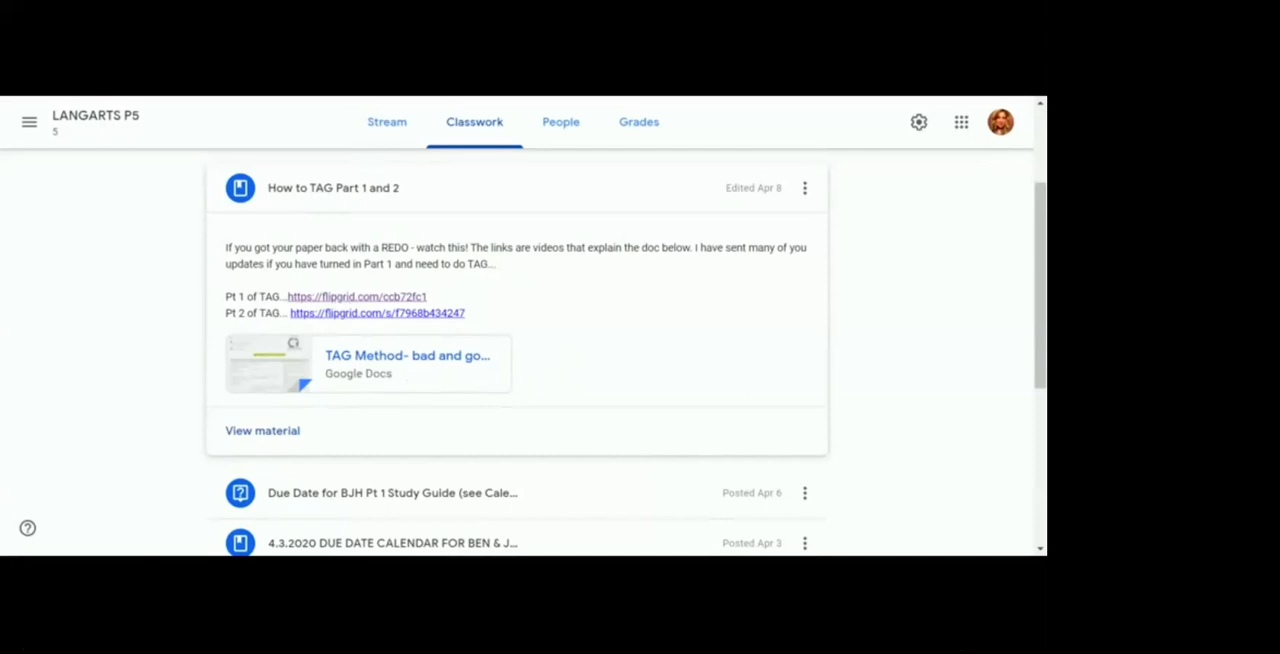 LANGARTS P5
5
Stream
Classwork
People
Grades
How to TAG Part 1 and 2
Edited Apr 8
If you got your paper back with a REDO - watch this! The links are videos that explain the doc below. I have sent many of you
updates if you have turned in Part 1 and need to do TAG...
Pt 1 of TAG...https://flipgrid.com/ccb72fc1
Pt 2 of TAG... https://flipgrid.com/s/f7968b434247
TAG Method- bad and go...
Google Docs
View material
Due Date for BJH Pt 1 Study Guide (see Cale...
Posted Apr 6
4.3.2020 DUE DATE CALENDAR FOR BEN & J...
Posted Apr 3